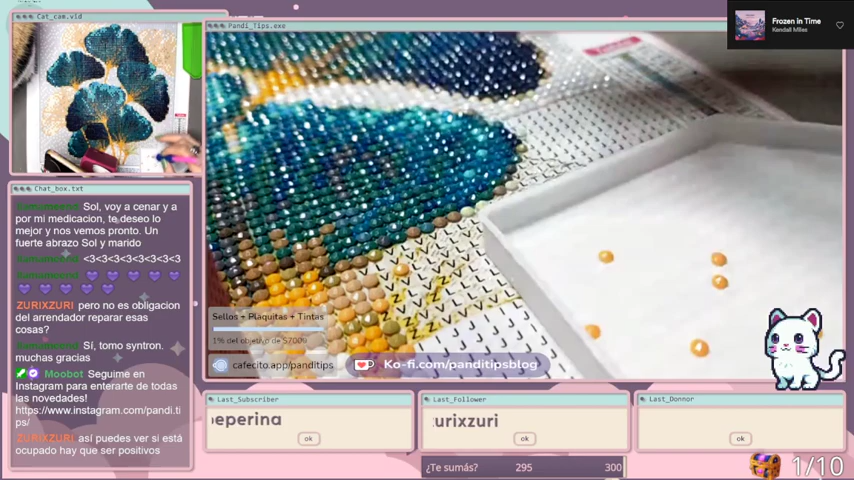 Cat_cam.vid
Pandi_Tips.exe
Frozen in Time
Kendall Miles
Chat_box.txt
Sol, voy a cenar y a
por mi medicacion, te deseo lo
mejor y nos vemos pronto. Un
fuerte abrazo Sol y marido
<3<3<3<3<3<3<3<3
ZURIXZURI pero no es obligacion
del arrendador reparar esas
cosas?
Sí, tomo syntron.
muchas gracias
Moobot: Seguime en
Instagram para enterarte de todas
las novedades!
https://www.instagram.com/pandi.ti
ps/
ZURIXZURI así puedes ver si está
ocupado hay que ser positivos
Sellos + Plaquitas + Tintas
1% del objetivo de $7000
cafecito.app/panditips
Ko-fi.com/panditipsblog
Last_Subscriber
eperina
ok
Last_Follower
urixzuri
ok
Last_Donnor
ok
¿Te sumás? 295 300
1/10